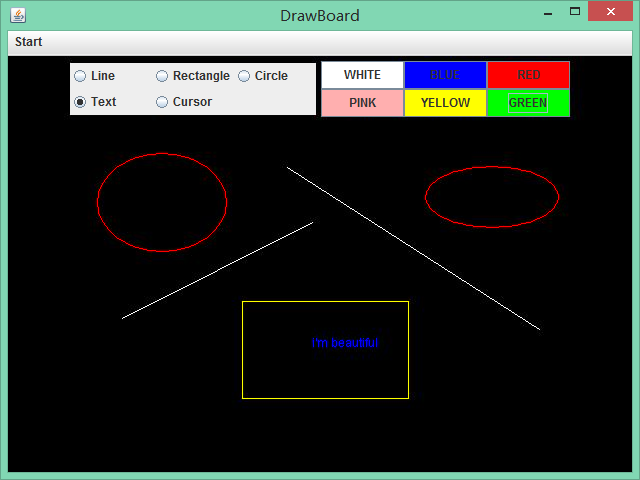 DrawBoard
Start
Line Rectangle Circle WHITE BLUE RED
Text Cursor PINK YELLOW GREEN
I'm beautiful